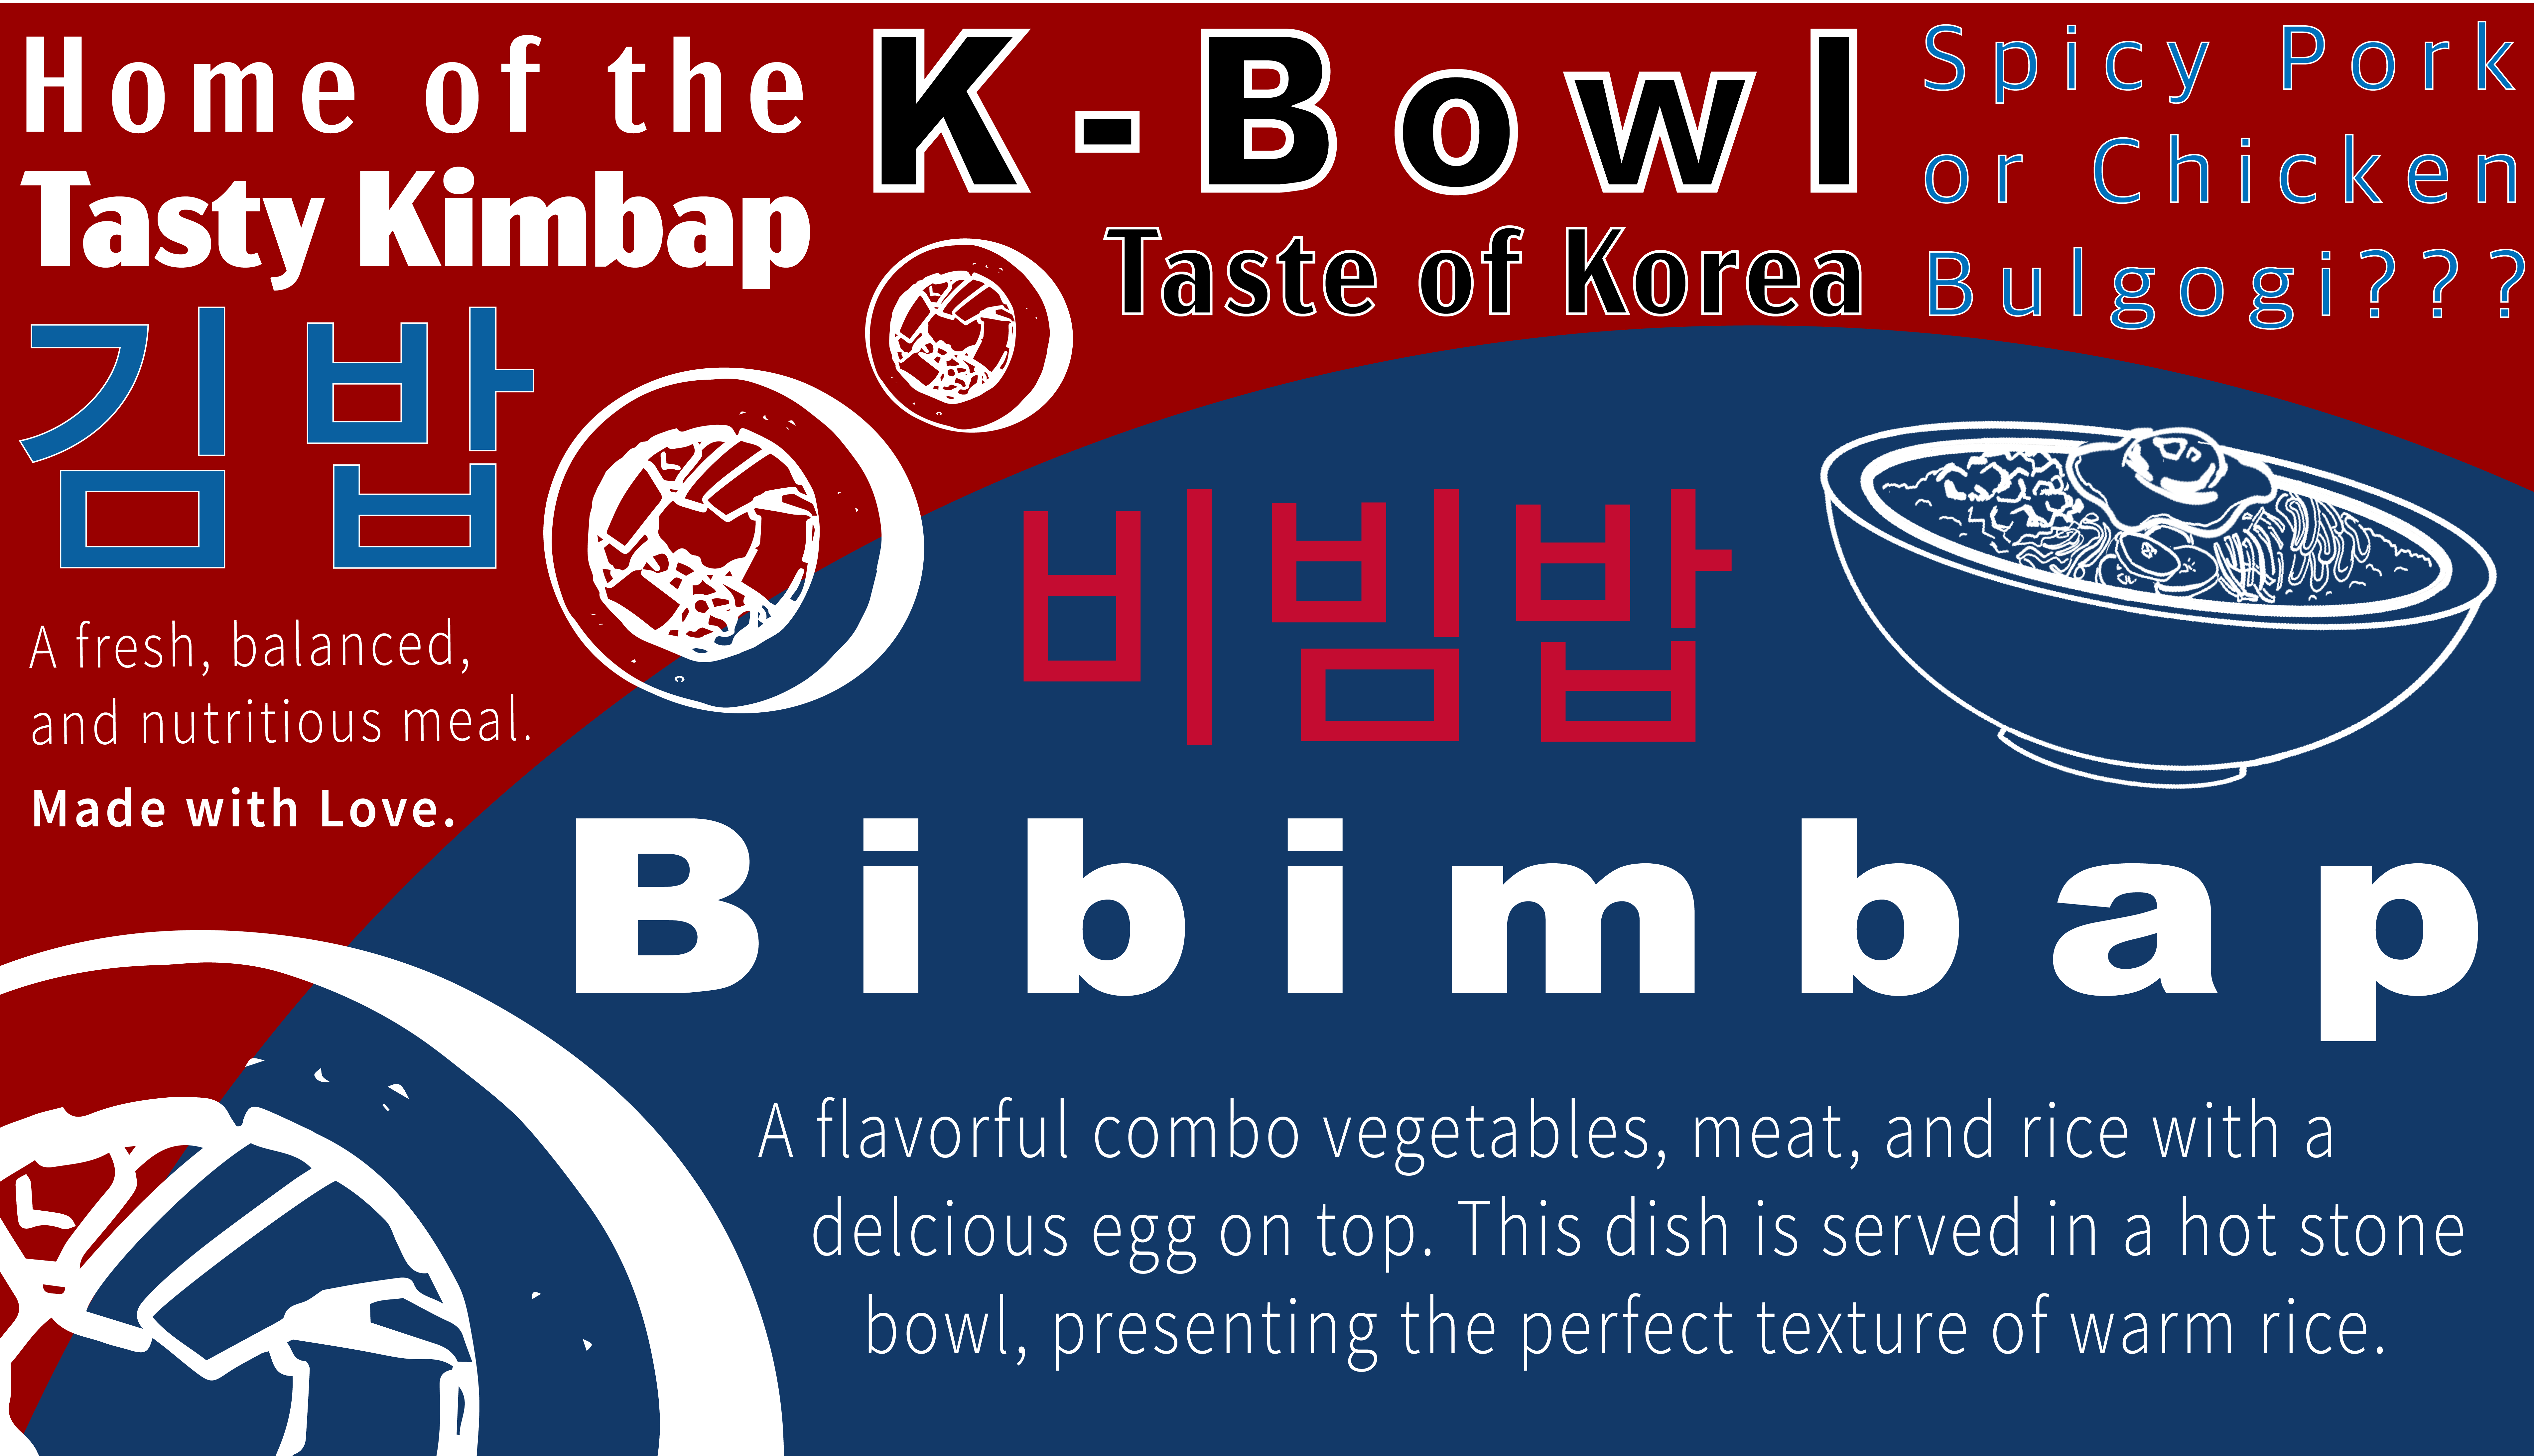 Home of the
Tasty Kimbap
김밥
A fresh, balanced,
and nutritious meal.
Made with Love.
K-Bowl
Taste of Korea
Spicy Pork
or Chicken
Bulgogi???
비빔밥
Bibimbap
A flavorful combo vegetables, meat, and rice with a
delcious egg on top. This dish is served in a hot stone
bowl, presenting the perfect texture of warm rice.